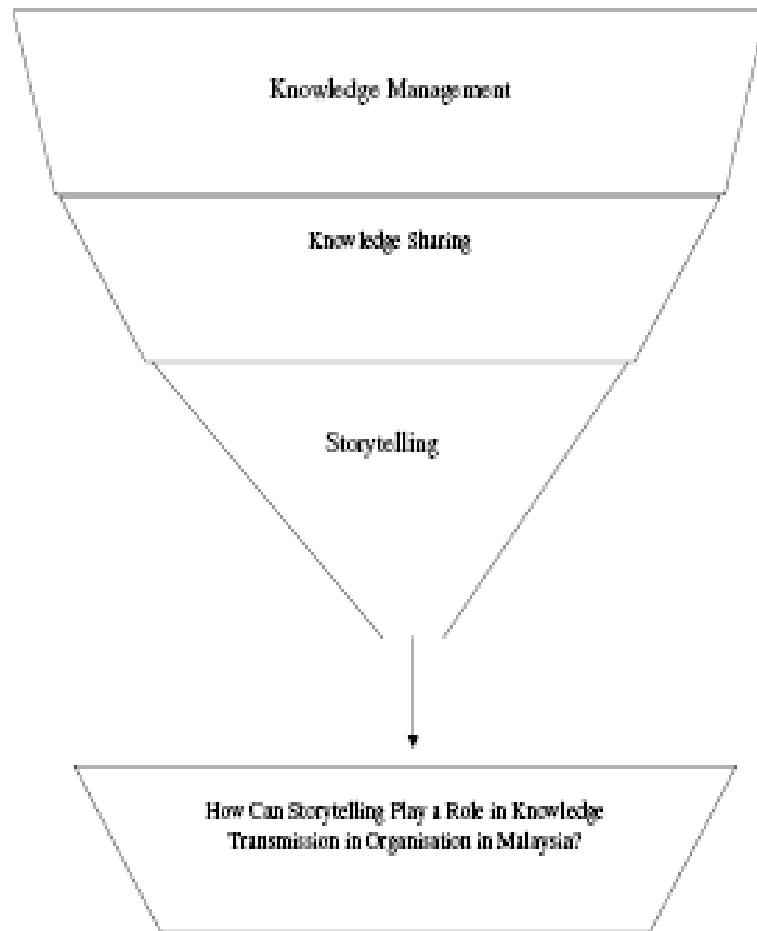 Knowledge Management
Knowledge Sharing
Storytelling
How Can Storytelling Play a Role in Knowledge
Transmission in Organisation in Malaysia?